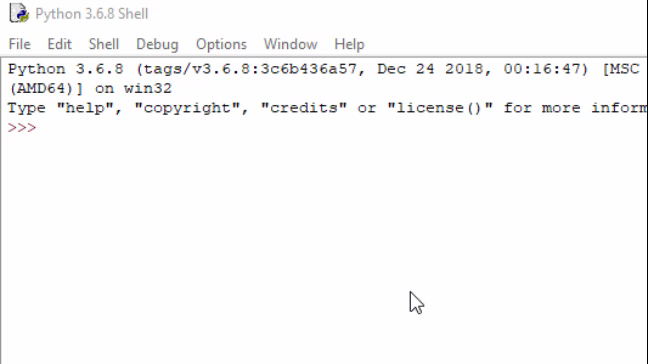 Python 3.6.8 Shell
File Edit Shell Debug Options Window Help
Python 3.6.8 (tags/v3.6.8:3c6b436a57, Dec 24 2018, 00:16:47) [MSC
(AMD64)] on win32
Type "help", "copyright", "credits" or "license()" for more inform
>>>